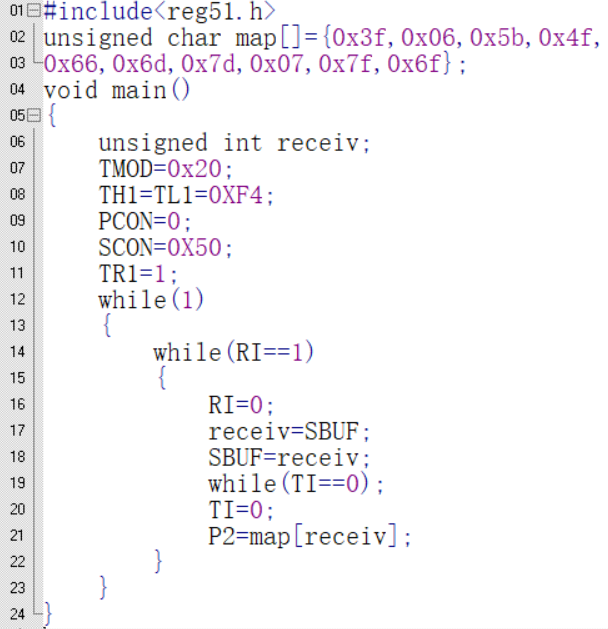 01 #include<reg51.h>
02 unsigned char map[]={0x3f,0x06,0x5b,0x4f,
03 0x66,0x6d,0x7d,0x07,0x7f,0x6f};
04 void main()
05 {
06     unsigned int receiv;
07     TMOD=0x20;
08     TH1=TL1=0XF4;
09     PCON=0;
10     SCON=0X50;
11     TR1=1;
12     while(1)
13     {
14         while(RI==1)
15         {
16             RI=0;
17             receiv=SBUF;
18             SBUF=receiv;
19             while(TI==0);
20             TI=0;
21             P2=map[receiv];
22         }
23     }
24 }